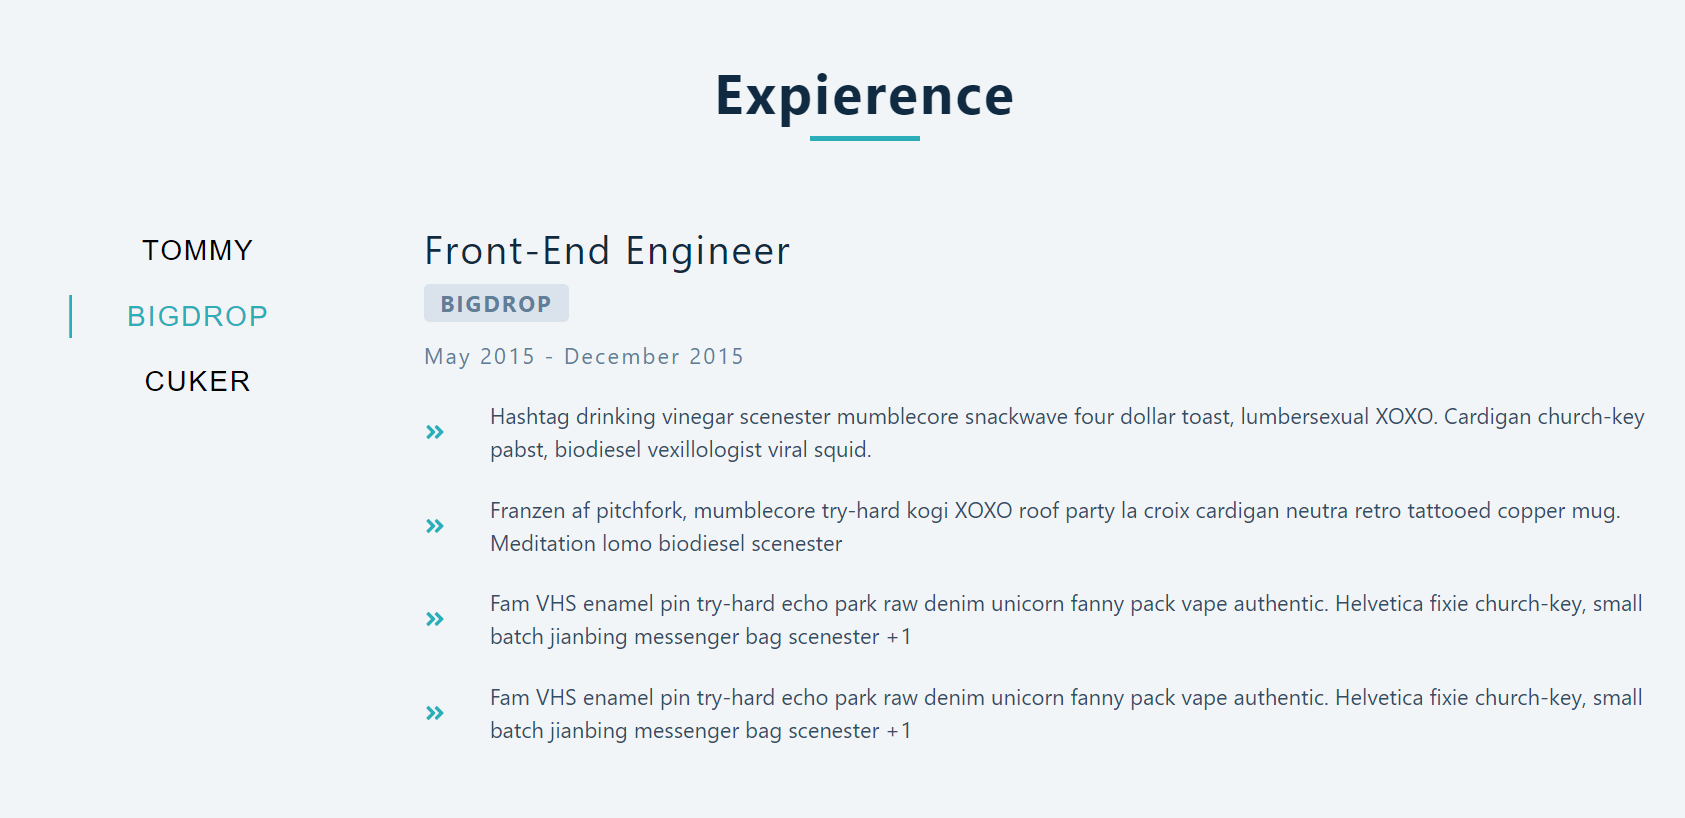 Expierence
TOMMY
BIGDROP
CUKER
Front-End Engineer
BIGDROP
May 2015 - December 2015
Hashtag drinking vinegar scenester mumblecore snackwave four dollar toast, lumbersexual XOXO. Cardigan church-key
pabst, biodiesel vexillologist viral squid.
Franzen af pitchfork, mumblecore try-hard kogi XOXO roof party la croix cardigan neutra retro tattooed copper mug.
Meditation lomo biodiesel scenester
Fam VHS enamel pin try-hard echo park raw denim unicorn fanny pack vape authentic. Helvetica fixie church-key, small
batch jianbing messenger bag scenester +1
Fam VHS enamel pin try-hard echo park raw denim unicorn fanny pack vape authentic. Helvetica fixie church-key, small
batch jianbing messenger bag scenester +1